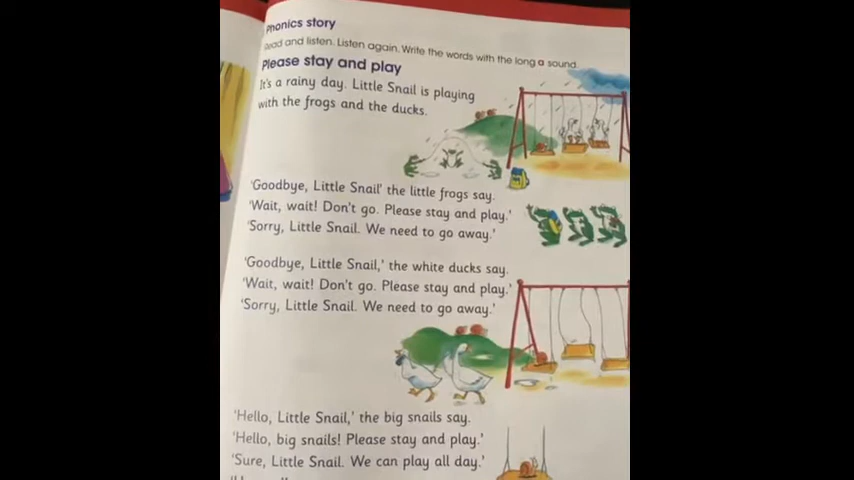 Phonics story
Read and listen. Listen again. Write the words with the long a sound.
Please stay and play
It's a rainy day. Little Snail is playing
with the frogs and the ducks.
'Goodbye, Little Snail' the little frogs say.
'Wait, wait! Don't go. Please stay and play.'
'Sorry, Little Snail. We need to go away.'
'Goodbye, Little Snail,' the white ducks say.
'Wait, wait! Don't go. Please stay and play.'
'Sorry, Little Snail. We need to go away.'
'Hello, Little Snail,' the big snails say.
'Hello, big snails! Please stay and play.'
'Sure, Little Snail. We can play all day.'